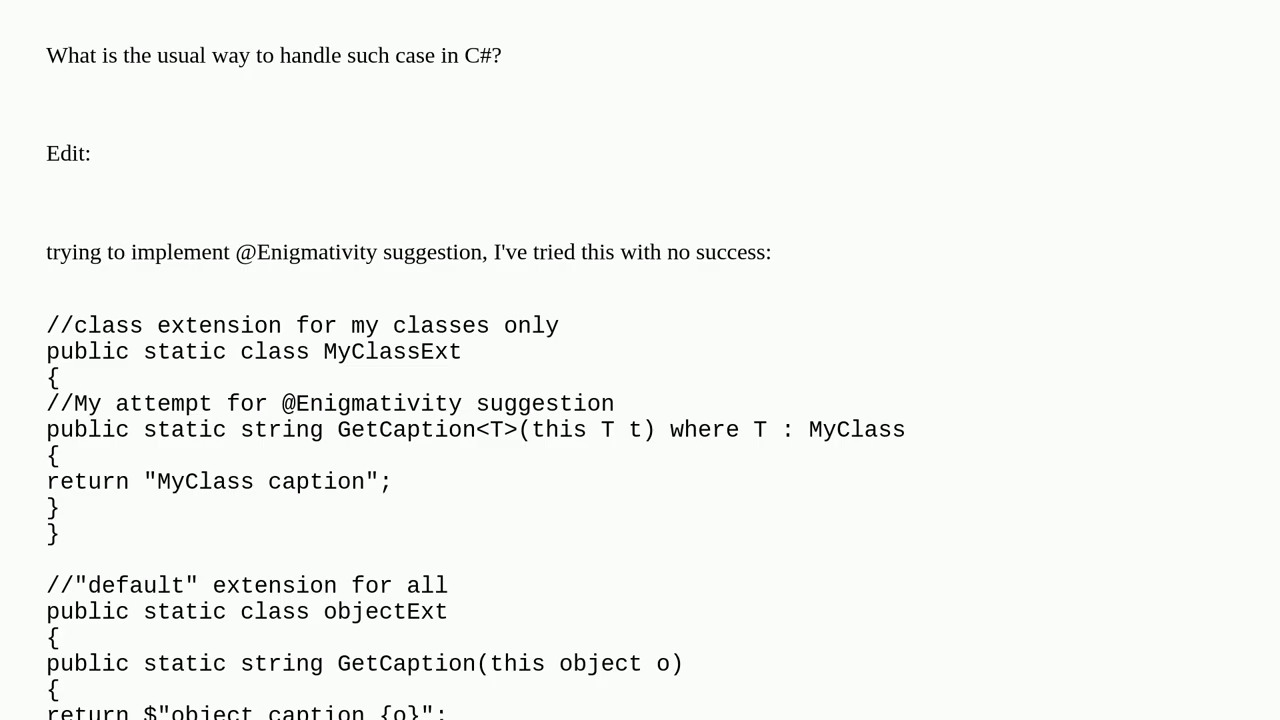 What is the usual way to handle such case in C#?
Edit:
trying to implement @Enigmativity suggestion, I've tried this with no success:
//class extension for my classes only
public static class MyClassExt
{
//My attempt for @Enigmativity suggestion
public static string GetCaption<T>(this T t) where T : MyClass
{
return "MyClass caption";
}
}
//"default" extension for all
public static class objectExt
{
public static string GetCaption(this object o)
{
return $"object caption {o}";